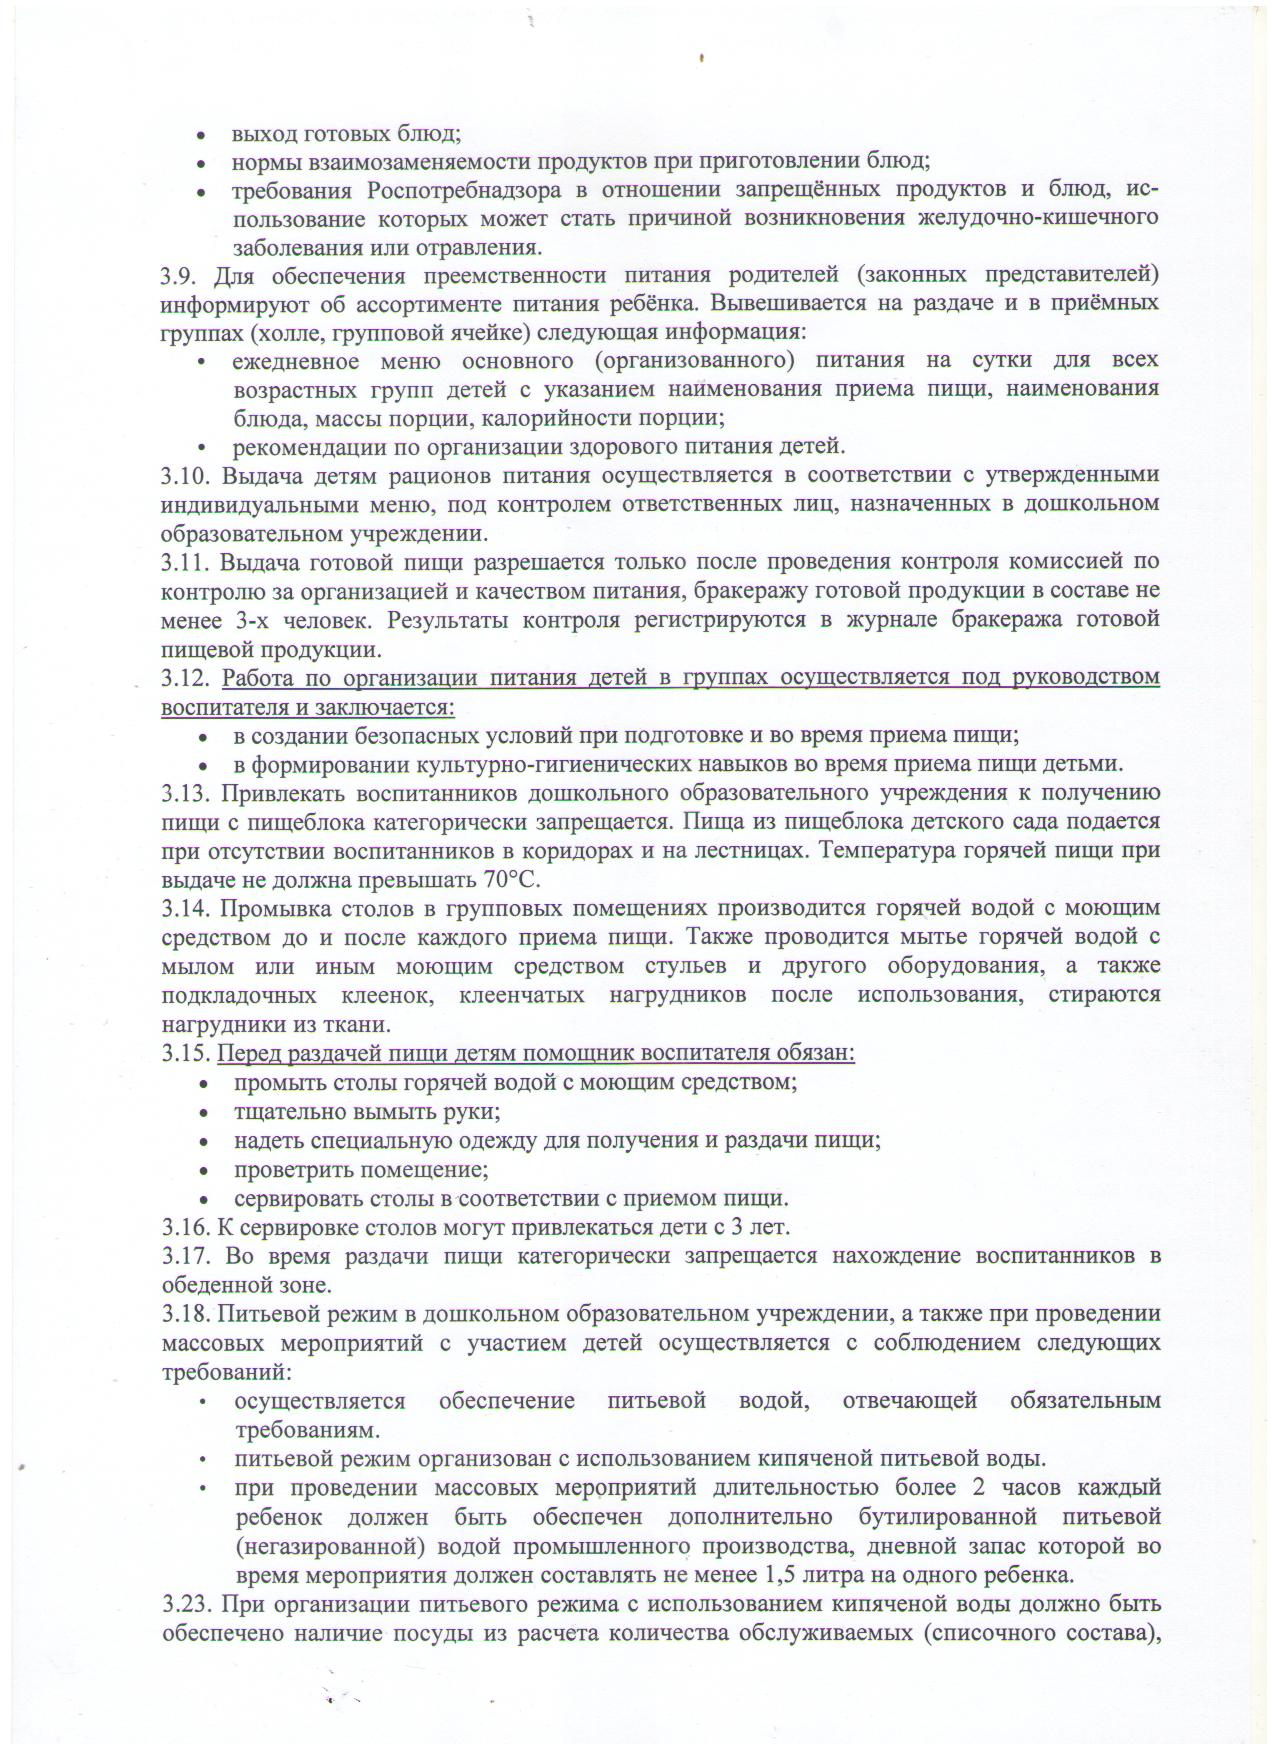 • выход готовых блюд;
• нормы взаимозаменяемости продуктов при приготовлении блюд;
• требования Роспотребнадзора в отношении запрещённых продуктов и блюд, ис-
пользование которых может стать причиной возникновения желудочно-кишечного
заболевания или отравления.
3.9. Для обеспечения преемственности питания родителей (законных представителей)
информируют об ассортименте питания ребёнка. Вывешивается на раздаче и в приёмных
группах (холле, групповой ячейке) следующая информация:
• ежедневное меню основного (организованного) питания на сутки для всех
возрастных групп детей с указанием наименования приема пищи, наименования
блюда, массы порции, калорийности порции;
• рекомендации по организации здорового питания детей.
3.10. Выдача детям рационов питания осуществляется в соответствии с утвержденными
индивидуальными меню, под контролем ответственных лиц, назначенных в дошкольном
образовательном учреждении.
3.11. Выдача готовой пищи разрешается только после проведения контроля комиссией по
контролю за организацией и качеством питания, бракеражу готовой продукции в составе не
менее 3-х человек. Результаты контроля регистрируются в журнале бракеража готовой
пищевой продукции.
3.12. Работа по организации питания детей в группах осуществляется под руководством
воспитателя и заключается:
• в создании безопасных условий при подготовке и во время приема пищи;
• в формировании культурно-гигиенических навыков во время приема пищи детьми.
3.13. Привлекать воспитанников дошкольного образовательного учреждения к получению
пищи с пищеблока категорически запрещается. Пища из пищеблока детского сада подается
при отсутствии воспитанников в коридорах и на лестницах. Температура горячей пищи при
выдаче не должна превышать 70°С.
3.14. Промывка столов в групповых помещениях производится горячей водой с моющим
средством до и после каждого приема пищи. Также проводится мытье горячей водой с
мылом или иным моющим средством стульев и другого оборудования, а также
подкладочных клеенок, клеенчатых нагрудников после использования, стираются
нагрудники из ткани.
3.15. Перед раздачей пищи детям помощник воспитателя обязан:
• промыть столы горячей водой с моющим средством;
• тщательно вымыть руки;
• надеть специальную одежду для получения и раздачи пищи;
• проветрить помещение;
• сервировать столы в соответствии с приемом пищи.
3.16. К сервировке столов могут привлекаться дети с 3 лет.
3.17. Во время раздачи пищи категорически запрещается нахождение воспитанников в
обеденной зоне.
3.18. Питьевой режим в дошкольном образовательном учреждении, а также при проведении
массовых мероприятий с участием детей осуществляется с соблюдением следующих
требований:
• осуществляется обеспечение питьевой водой, отвечающей обязательным
требованиям.
• питьевой режим организован с использованием кипяченой питьевой воды.
• при проведении массовых мероприятий длительностью более 2 часов каждый
ребенок должен быть обеспечен дополнительно бутилированной питьевой
(негазированной) водой промышленного производства, дневной запас которой во
время мероприятия должен составлять не менее 1,5 литра на одного ребенка.
3.23. При организации питьевого режима с использованием кипяченой воды должно быть
обеспечено наличие посуды из расчета количества обслуживаемых (списочного состава),